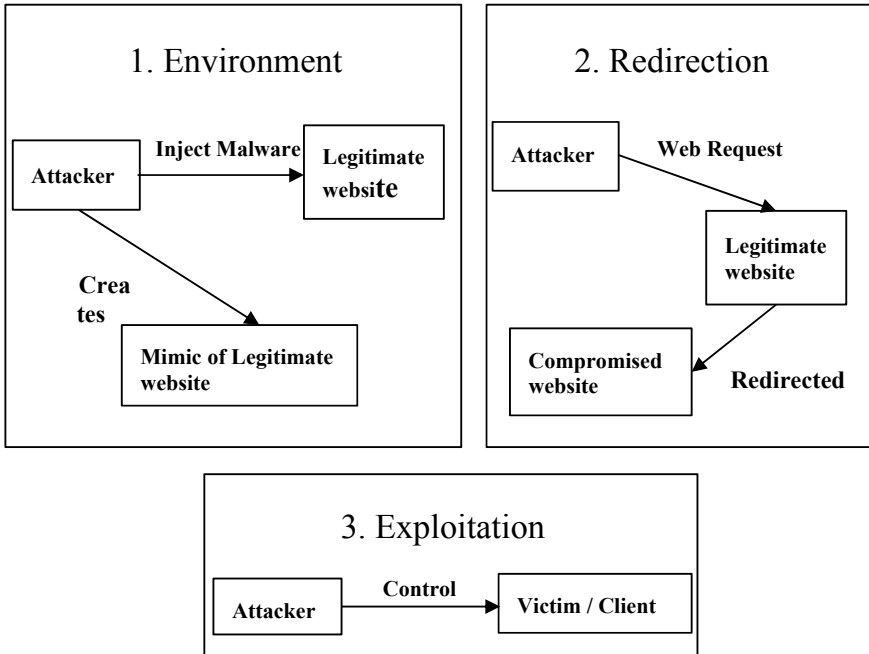 1. Environment
Inject Malware
Attacker
Legitimate
website
Crea
tes
Mimic of Legitimate
website
2. Redirection
Attacker
Web Request
Legitimate
website
Compromised
website
Redirected
3. Exploitation
Attacker
Control
Victim / Client